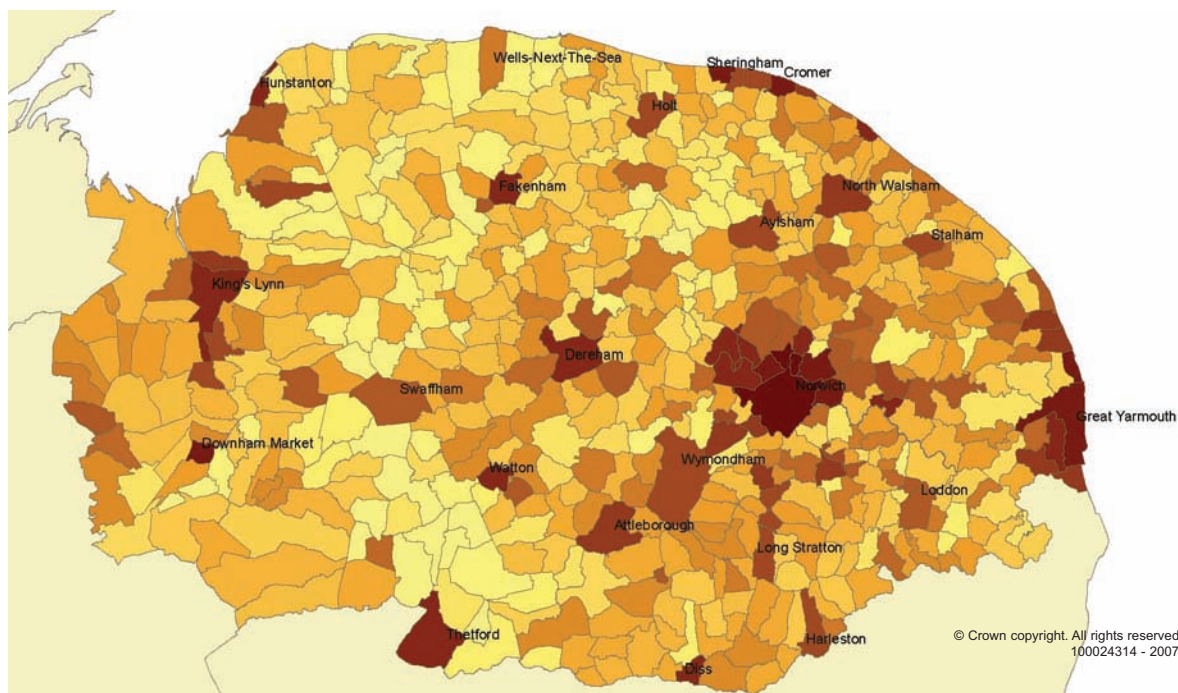 Wells-Next-The-Sea
Sheringham
Cromer
Hunstanton
Holt
Fakenham
North Walsham
Aylsham
Stalham
King's Lynn
Dereham
Swaffham
Norwich
Great Yarmouth
Downham Market
Wymondham
Watton
Loddon
Attleborough
Long Stratton
Thetford
Harleston
Diss
© Crown copyright. All rights reserved
100024314 - 2007